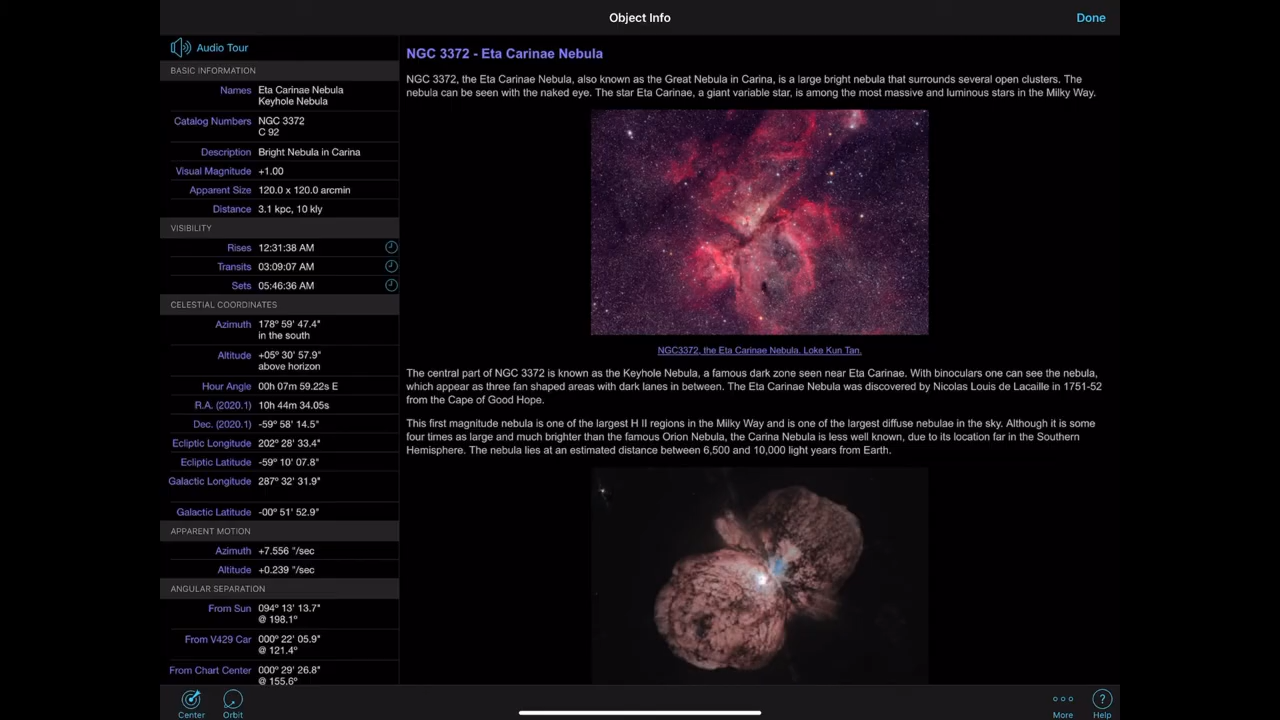 Object Info
Done
Audio Tour
BASIC INFORMATION
Names Eta Carinae Nebula
Keyhole Nebula
Catalog Numbers NGC 3372
C 92
Description Bright Nebula in Carina
Visual Magnitude +1.00
Apparent Size 120.0 x 120.0 arcmin
Distance 3.1 kpc, 10 kly
VISIBILITY
Rises 12:31:38 AM
Transits 03:09:07 AM
Sets 05:46:36 AM
CELESTIAL COORDINATES
Azimuth 178º 59' 47.4"
in the south
Altitude +05º 30' 57.9"
above horizon
Hour Angle 00h 07m 59.22s E
R.A. (2020.1) 10h 44m 34.05s
Dec. (2020.1) -59º 58' 14.5"
Ecliptic Longitude 202º 28' 33.4"
Ecliptic Latitude -59º 10' 07.8"
Galactic Longitude 287º 32' 31.9"
Galactic Latitude -00º 51' 52.9"
APPARENT MOTION
Azimuth +7.556 "/sec
Altitude +0.239 "/sec
ANGULAR SEPARATION
From Sun 094º 13' 13.7"
@ 198.1º
From V429 Car 000º 22' 05.9"
@ 121.4º
From Chart Center 000º 29' 26.8"
@ 155.6º
NGC 3372 - Eta Carinae Nebula
NGC 3372, the Eta Carinae Nebula, also known as the Great Nebula in Carina, is a large bright nebula that surrounds several open clusters. The
nebula can be seen with the naked eye. The star Eta Carinae, a giant variable star, is among the most massive and luminous stars in the Milky Way.
NGC3372, the Eta Carinae Nebula. Loke Kun Tan.
The central part of NGC 3372 is known as the Keyhole Nebula, a famous dark zone seen near Eta Carinae. With binoculars one can see the nebula,
which appear as three fan shaped areas with dark lanes in between. The Eta Carinae Nebula was discovered by Nicolas Louis de Lacaille in 1751-52
from the Cape of Good Hope.
This first magnitude nebula is one of the largest H II regions in the Milky Way and is one of the largest diffuse nebulae in the sky. Although it is some
four times as large and much brighter than the famous Orion Nebula, the Carina Nebula is less well known, due to its location far in the Southern
Hemisphere. The nebula lies at an estimated distance between 6,500 and 10,000 light years from Earth.
Center
Orbit
More
Help